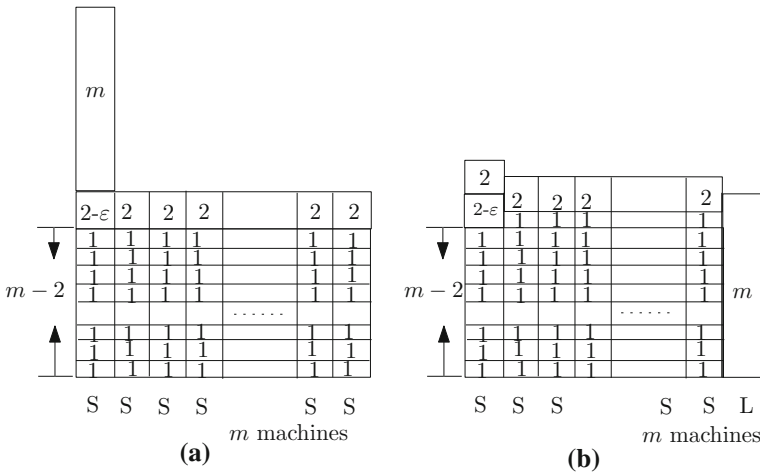 m
2-ε 2 2 2 2 2
1 1 1 1 1 1
1 1 1 1 1 1
1 1 1 1 1 1
1 1 1 1 1 1
m − 2
......
1 1 1 1 1 1
1 1 1 1 1 1
1 1 1 1 1 1
S S S S S S
m machines
(a)
2
2-ε 2 2 2 2
1 1 1 1
1 1 1 1 1
1 1 1 1 1
1 1 1 1 1
1 1 1 1 1
m − 2
m
......
1 1 1 1 1
1 1 1 1 1
1 1 1 1 1
S S S S S L
m machines
(b)